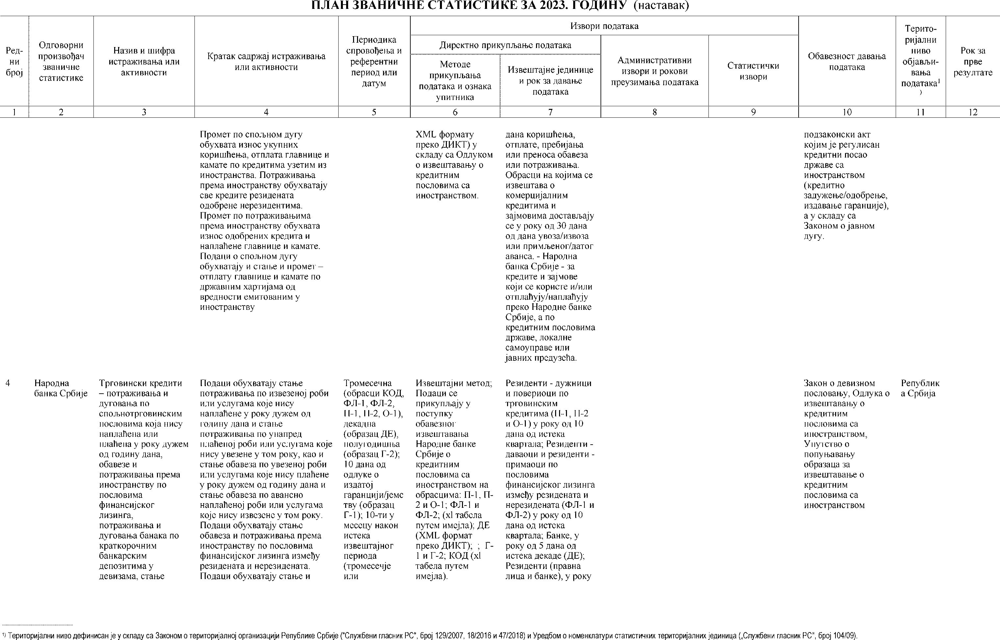 ПЛАН ЗВАНИЧНЕ СТАТИСТИКЕ ЗА 2023. ГОДИНУ (наставак)
Ред-
ни
број
Одговорни
произвођач
званичне
статистике
Назив и шифра
истраживања или
активности
Кратак садржај истраживања
или активности
Периодика
спровођења и
референтни
период или
датум
Извори података
Директно прикупљање података
Методе
прикупљања
података и ознака
упитника
Извештајне јединице
и рок за давање
података
Административни
извори и рокови
преузимања података
Статистички
извори
Обавезност давања
података
Терито-
ријални
ниво
објављи-
вања
података¹
⁾
Рок за
прве
резултате
1 2 3 4 5 6 7 8 9 10 11 12
Промет по спољном дугу
обухвата износ укупних
коришћења, отплата главнице и
камате по кредитима узетим из
иностранства. Потраживања
према иностранству обухватају
све кредите резидената
одобрене нерезидентима.
Промет по потраживањима
према иностранству обухвата
износ одобрених кредита и
наплаћене главнице и камате.
Подаци о спољном дугу
обухватају и стање и промет –
отплату главнице и камате по
државним хартијама од
вредности емитованим у
иностранству
XML формату
преко ДИКТ) у
складу са Одлуком
о извештавању о
кредитним
пословима са
иностранством.
дана коришћења,
отплате, пребијања
или преноса обавеза
или потраживања.
Обрасци на којима се
извештава о
комерцијалним
кредитима и
зајмовима достављају
се у року од 30 дана
од дана увоза/извоза
или примљеног/датог
аванса. - Народна
банка Србије - за
кредите и зајмове
који се користе и/или
отплаћују/наплаћују
преко Народне банке
Србије, а по
кредитним пословима
државе, локалне
самоуправе или
јавних предузећа.
подзаконски акт
којим је регулисан
кредитни посао
државе са
иностранством
(кредитно
задужење/одобрење,
издавање гаранције),
а у складу са
Законом о јавном
дугу.
4
Народна
банка Србије
Трговински кредити
– потраживања и
дуговања по
спољнотрговинским
пословима која нису
наплаћена или
плаћена у року дужем
од годину дана,
обавезе и
потраживања према
иностранству по
пословима
финансијског
лизинга,
потраживања и
дуговања банака по
краткорочним
банкарским
депозитима у
девизама, стање
Подаци обухватају стање
потраживања по извезеној роби
или услугама које нису
наплаћене у року дужем од
годину дана и стање
потраживања по унапред
плаћеној роби или услугама које
нису увезене у том року, као и
стање обавеза по увезеној роби
или услугама које нису плаћене
у року дужем од годину дана и
стање обавеза по авансно
наплаћеној роби или услугама
које нису извезене у том року.
Подаци обухватају стање
обавеза и потраживања према
иностранству по пословима
финансијског лизинга између
резидената и нерезидената.
Подаци обухватају стање и
Тромесечна
(обрасци КОД,
ФЛ-1, ФЛ-2,
П-1, П-2, О-1),
декадна
(образац ДЕ),
полугодишња
(образац Г-2);
10 дана од
одлуке о
издатој
гаранцији/јемс
тву (образац
Г-1); 10-ти у
месецу након
истека
извештајног
периода
(тромесечје
или
Извештајни метод;
Подаци се
прикупљају у
поступку
обавезног
извештавања
Народне банке
Србије о
кредитним
пословима са
иностранством на
обрасцима: П-1, П-
2 и О-1; ФЛ-1 и
ФЛ-2; (xl табела
путем имејла); ДЕ
(XML формат
преко ДИКТ); ; Г-
1 и Г-2; КОД (xl
табела путем
имејла).
Резиденти - дужници
и повериоци по
трговинским
кредитима (П-1, П-2
и О-1) у року од 10
дана од истека
квартала; Резиденти -
даваоци и резиденти -
примаоци по
пословима
финансијског лизинга
између резидената и
нерезидената (ФЛ-1 и
ФЛ-2) у року од 10
дана од истека
квартала; Банке, у
року од 5 дана од
истека декаде (ДЕ);
Резиденти (правна
лица и банке), у року
Закон о девизном
пословању, Одлука о
извештавању о
кредитним
пословима са
иностранством,
Упутство о
попуњавању
образаца за
извештавање о
кредитним
пословима са
иностранством
Републик
а Србија
¹⁾ Територијални ниво дефинисан је у складу са Законом о територијалној организацији Републике Србије ("Службени гласник РС", број 129/2007, 18/2016 и 47/2018) и Уредбом о номенклатури статистичких територијалних јединица („Службени гласник РС", број 104/09).